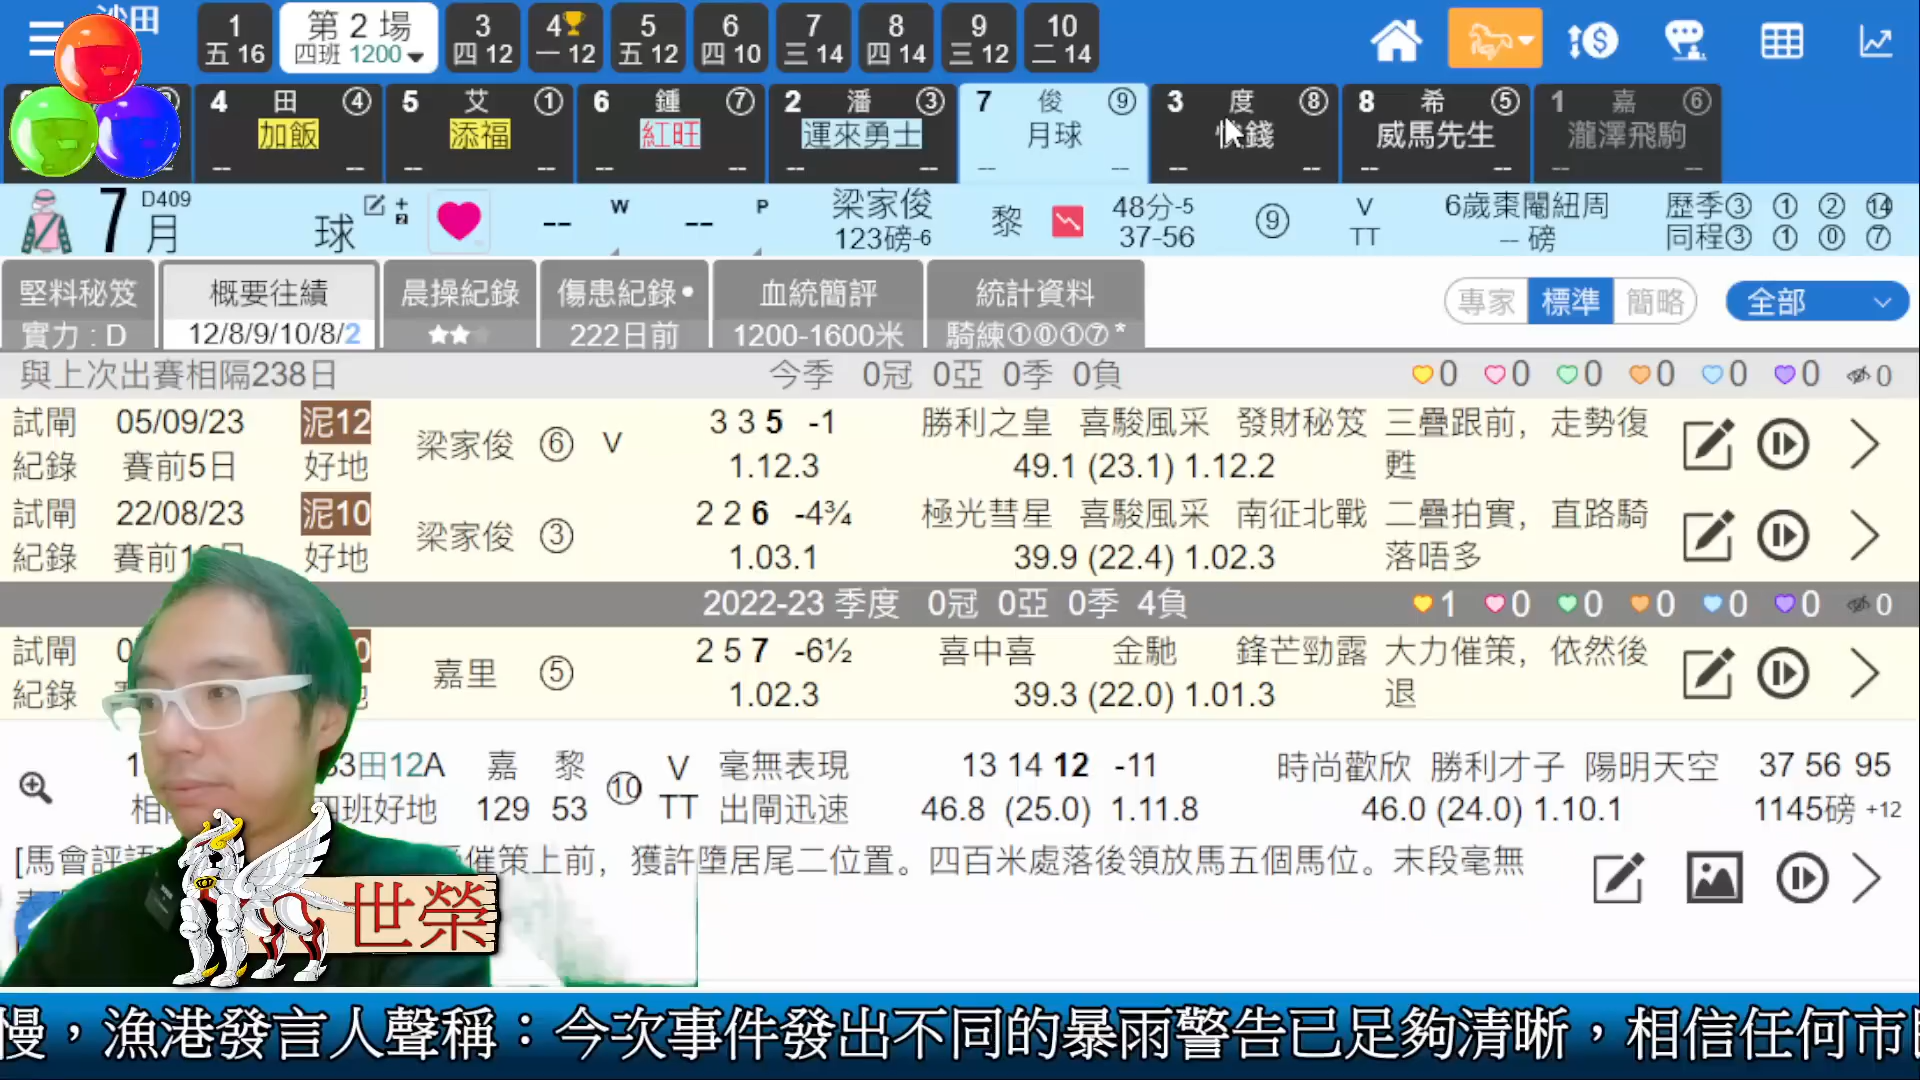 沙田
1
五 16
第 2 場
四班 1200
3
四 12
4
一 12
5
五 12
6
四 10
7
三 14
8
四 14
9
三 12
10
二 14
4 田 ④
加飯
-- --
5 艾 ①
添福
-- --
6 鍾 ⑦
紅旺
-- --
2 潘 ③
運來勇士
-- --
7 俊 ⑨
月球
-- --
3 度 ⑧
錢
-- --
8 希 ⑤
威馬先生
-- --
1 嘉 ⑥
瀧澤飛駒
-- --
7 D409 月球 +2 -- W -- P 梁家俊 黎 48分-5 ⑨ V 6歲棗閹紐周 歷季③ ① ② ⑭
123磅-6 37-56 TT -- 磅 同程③ ① ⓪ ⑦
堅料秘笈
實力 : D
概要往績
12/8/9/10/8/2
晨操紀錄
★★
傷患紀錄•
222日前
血統簡評
1200-1600米
統計資料
騎練①⓪①⑦*
專家 標準 簡略 全部
與上次出賽相隔238日 今季 0冠 0亞 0季 0負 0 0 0 0 0 0 0
試閘 05/09/23 泥12 梁家俊 ⑥ V 3 3 5 -1 勝利之皇 喜駿風采 發財秘笈 三疊跟前，走勢復
紀錄 賽前5日 好地 1.12.3 49.1 (23.1) 1.12.2 甦
試閘 22/08/23 泥10 梁家俊 ③ 2 2 6 -4¾ 極光彗星 喜駿風采 南征北戰 二疊拍實，直路騎
紀錄 賽前1 日 好地 1.03.1 39.9 (22.4) 1.02.3 落唔多
2022-23 季度 0冠 0亞 0季 4負 1 0 0 0 0 0 0
試閘 嘉里 ⑤ 2 5 7 -6½ 喜中喜 金馳 鋒芒勁露 大力催策，依然後
紀錄 1.02.3 39.3 (22.0) 1.01.3 退
1 3田12A 嘉 黎 ⑩ V 毫無表現 13 14 12 -11 時尚歡欣 勝利才子 陽明天空 37 56 95
相 四班好地 129 53 TT 出閘迅速 46.8 (25.0) 1.11.8 46.0 (24.0) 1.10.1 1145磅 +12
[馬會評語 催策上前，獲許墮居尾二位置。四百米處落後領放馬五個馬位。末段毫無
世榮
慢，漁港發言人聲稱：今次事件發出不同的暴雨警告已足夠清晰，相信任何市